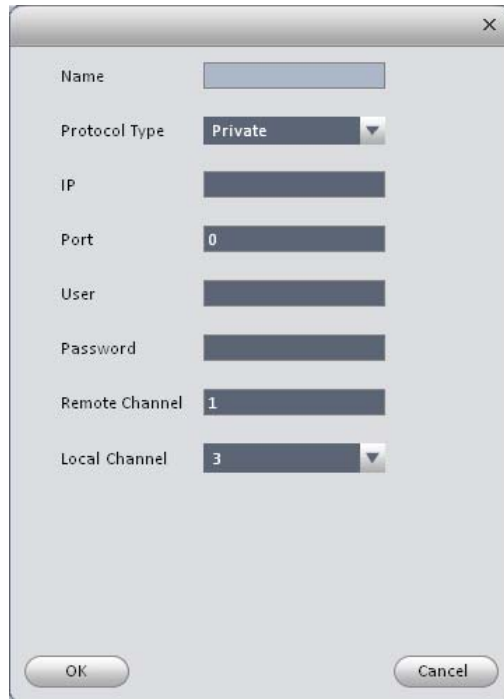 Name
Protocol Type Private
IP
Port 0
User
Password
Remote Channel 1
Local Channel 3
OK Cancel